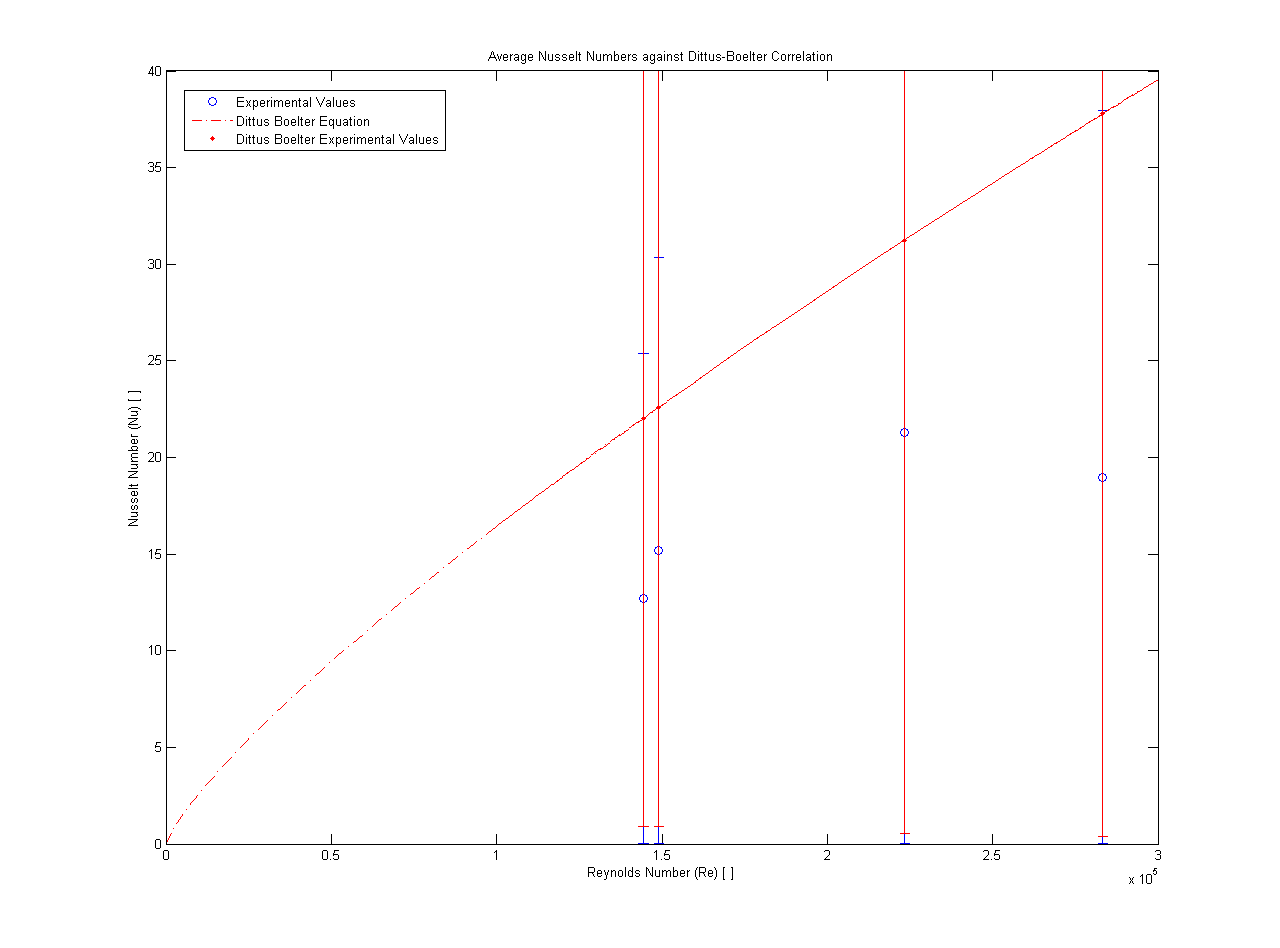 Average Nusselt Numbers against Dittus-Boelter Correlation
Experimental Values
Dittus Boelter Equation
Dittus Boelter Experimental Values
Nusselt Number (Nu) [ ]
40
35
30
25
20
15
10
5
0
0 0.5 1 1.5 2 2.5 3
Reynolds Number (Re) [ ]
x 10^5